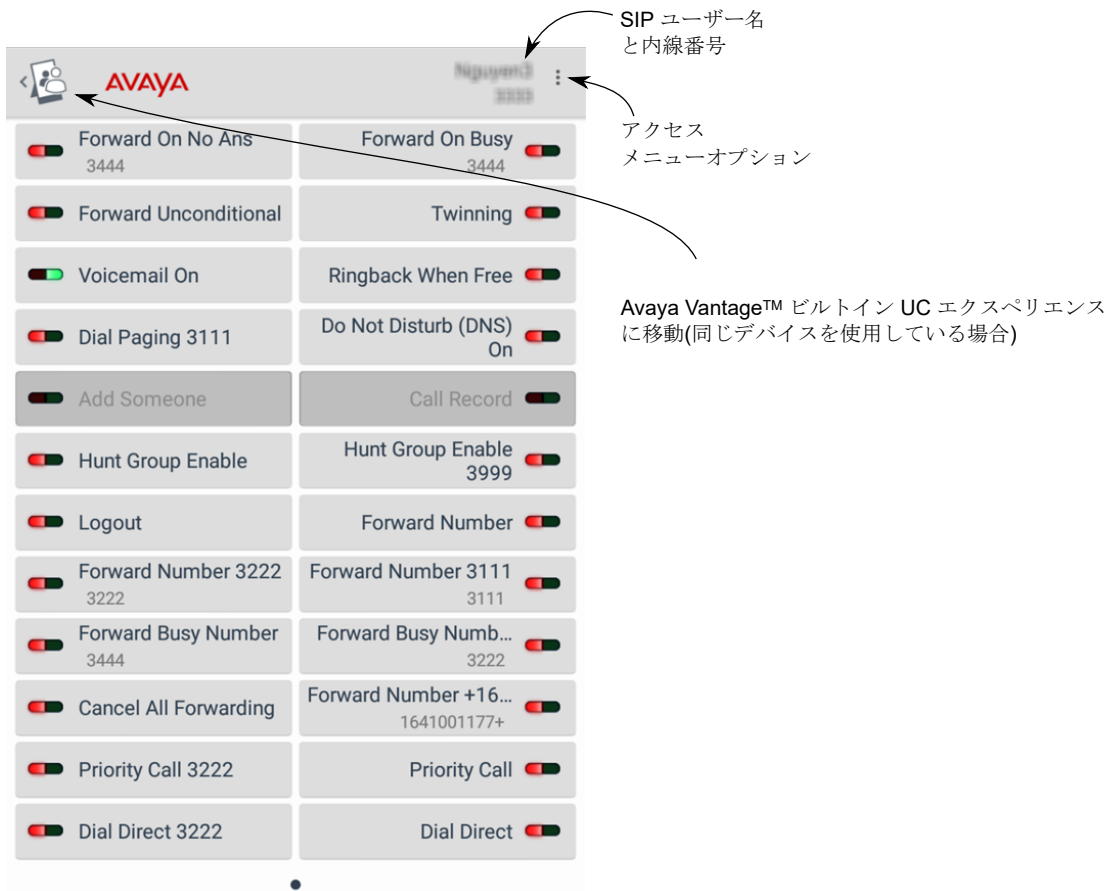 SIP ユーザー名
と内線番号
AVAYA
Nguyen3
3333
アクセス
メニューオプション
Forward On No Ans
3444
Forward On Busy
3444
Forward Unconditional
Twinning
Voicemail On
Ringback When Free
Avaya Vantage™ ビルトイン UC エクスペリエンス
に移動(同じデバイスを使用している場合)
Dial Paging 3111
Do Not Disturb (DNS)
On
Add Someone
Call Record
Hunt Group Enable
Hunt Group Enable
3999
Logout
Forward Number
Forward Number 3222
3222
Forward Number 3111
3111
Forward Busy Number
3444
Forward Busy Numb...
3222
Cancel All Forwarding
Forward Number +16...
1641001177+
Priority Call 3222
Priority Call
Dial Direct 3222
Dial Direct